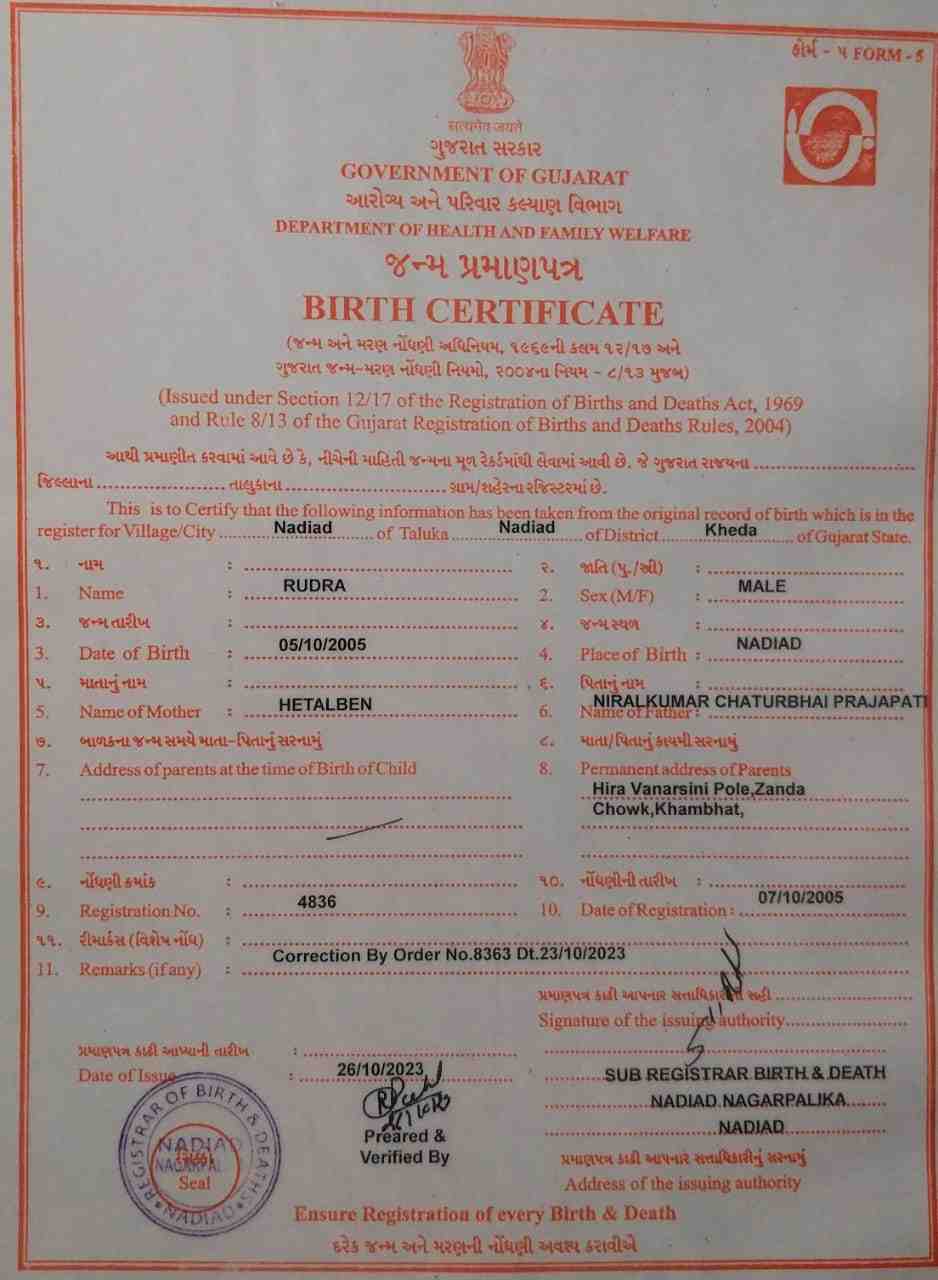 ફોર્મ - ૫ FORM - 5
सत्यमेव जयते
ગુજરાત સરકાર
GOVERNMENT OF GUJARAT
આરોગ્ય અને પરિવાર કલ્યાણ વિભાગ
DEPARTMENT OF HEALTH AND FAMILY WELFARE
જન્મ પ્રમાણપત્ર
BIRTH CERTIFICATE
(જન્મ અને મરણ નોંધણી અધિનિયમ, ૧૯૬૯ની કલમ ૧૨/૧૭ અને
ગુજરાત જન્મ-મરણ નોંધણી નિયમો, ૨૦૦૪ના નિયમ - ૮/૧૩ મુજબ)
(Issued under Section 12/17 of the Registration of Births and Deaths Act, 1969
and Rule 8/13 of the Gujarat Registration of Births and Deaths Rules, 2004)
આથી પ્રમાણીત કરવામાં આવે છે કે, નીચેની માહિતી જન્મના મૂળ રેકર્ડમાંથી લેવામાં આવી છે. જે ગુજરાત રાજ્યના
જિલ્લાના તાલુકાના ગ્રામ/શહેરના રજિસ્ટરમાં છે.
This is to Certify that the following information has been taken from the original record of birth which is in the
register for Village/City Nadiad of Taluka Nadiad of District Kheda of Gujarat State.
૧. નામ : ૨. જાતિ (પુ./સ્ત્રી) :
1. Name : RUDRA 2. Sex (M/F) : MALE
૩. જન્મ તારીખ : ૪. જન્મ સ્થળ :
3. Date of Birth : 05/10/2005 4. Place of Birth : NADIAD
૫. માતાનું નામ : ૬. પિતાનું નામ :
5. Name of Mother : HETALBEN 6. Name of Father : NIRALKUMAR CHATURBHAI PRAJAPATI
૭. બાળકના જન્મ સમયે માતા-પિતાનું સરનામું ૮. માતા/પિતાનું કાયમી સરનામું
7. Address of parents at the time of Birth of Child 8. Permanent address of Parents
Hira Vanarsini Pole,Zanda
Chowk,Khambhat,
૯. નોંધણી ક્રમાંક : ૧૦. નોંધણીની તારીખ :
9. Registration No. : 4836 10. Date of Registration : 07/10/2005
૧૧. રીમાર્કસ (વિશેષ નોંધ) :
11. Remarks (if any) : Correction By Order No.8363 Dt.23/10/2023
પ્રમાણપત્ર કાઢી આપનાર સત્તાધિકારીની સહી
Signature of the issuing authority
પ્રમાણપત્ર કાઢી આપ્યાની તારીખ :
Date of Issue : 26/10/2023
SUB REGISTRAR BIRTH & DEATH
NADIAD NAGARPALIKA
NADIAD
Preared &
Verified By
REGISTRAR OF BIRTH & DEATHS
NADIAD
NAGARPAL
Seal
NADIAD
પ્રમાણપત્ર કાઢી આપનાર સત્તાધિકારીનું સરનામું
Address of the issuing authority
Ensure Registration of every Birth & Death
દરેક જન્મ અને મરણની નોંધણી અવશ્ય કરાવીએ